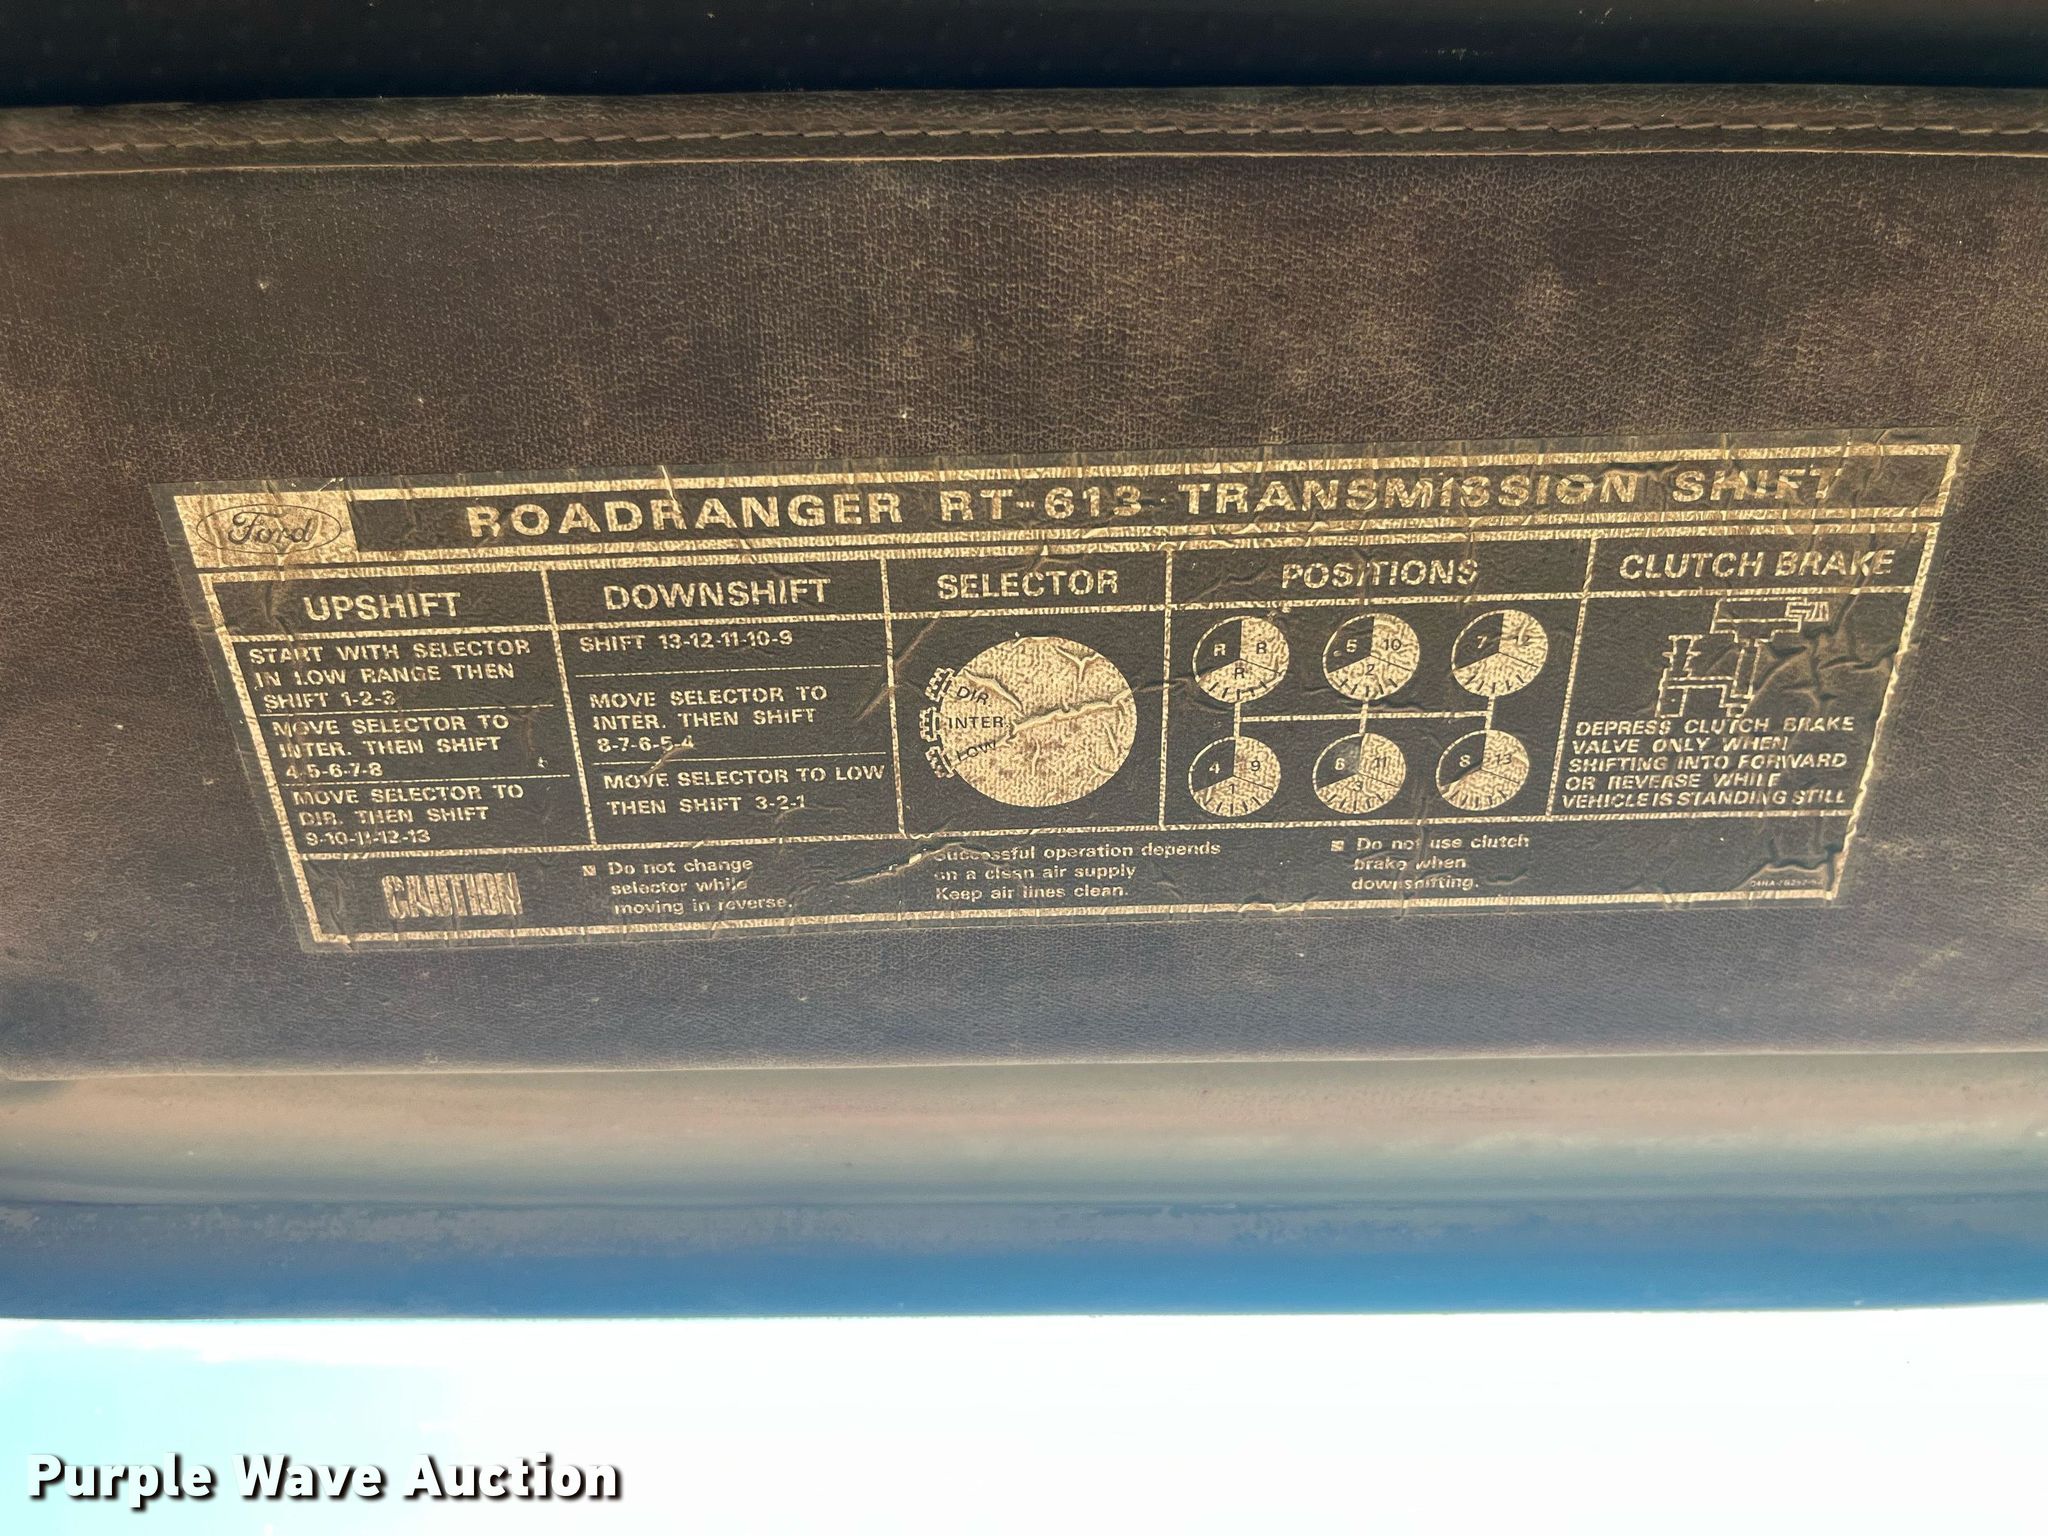 Ford
ROADRANGER RT-613 TRANSMISSION SHIFT
UPSHIFT
START WITH SELECTOR
IN LOW RANGE THEN
SHIFT 1-2-3
MOVE SELECTOR TO
INTER. THEN SHIFT
4-5-6-7-8
MOVE SELECTOR TO
DIR. THEN SHIFT
9-10-11-12-13
DOWNSHIFT
SHIFT 13-12-11-10-9
MOVE SELECTOR TO
INTER. THEN SHIFT
8-7-6-5-4
MOVE SELECTOR TO LOW
THEN SHIFT 3-2-1
SELECTOR
DIR.
INTER.
LOW
POSITIONS
R R 5 10 7 12
R 2
4 9 6 11 8 13
1 3
CLUTCH BRAKE
DEPRESS CLUTCH BRAKE
VALVE ONLY WHEN
SHIFTING INTO FORWARD
OR REVERSE WHILE
VEHICLE IS STANDING STILL
CAUTION
Do not change
selector while
moving in reverse.
Successful operation depends
on a clean air supply
Keep air lines clean.
Do not use clutch
brake when
downshifting.
Purple Wave Auction